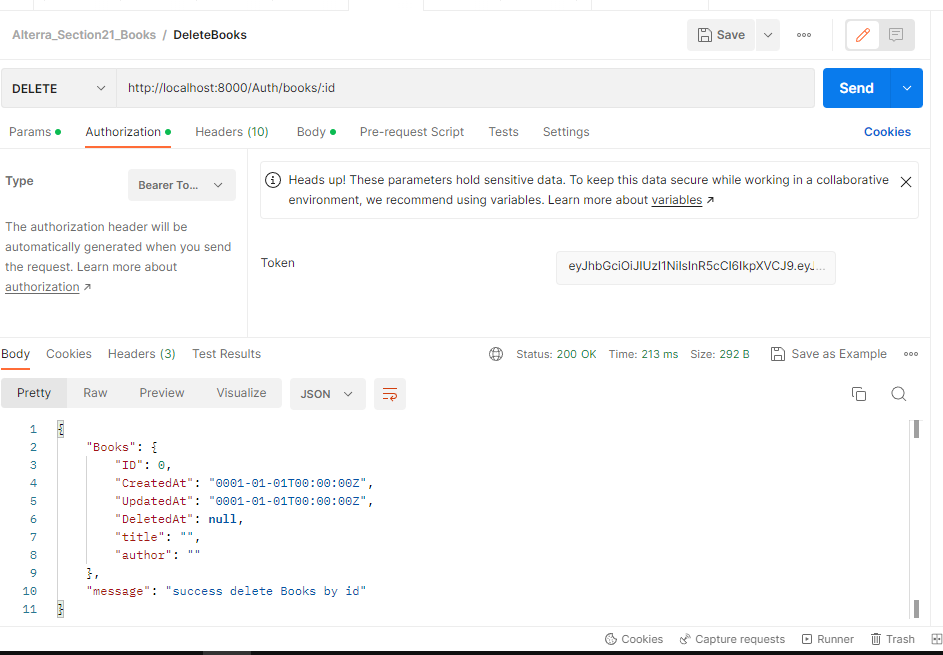 Alterra_Section21_Books / DeleteBooks
Save
DELETE
http://localhost:8000/Auth/books/:id
Send
Params
Authorization
Headers (10)
Body
Pre-request Script
Tests
Settings
Cookies
Type
Bearer To...
The authorization header will be
automatically generated when you send
the request. Learn more about
authorization ↗
Heads up! These parameters hold sensitive data. To keep this data secure while working in a collaborative
environment, we recommend using variables. Learn more about variables ↗
Token
eyJhbGciOiJIUzI1NiIsInR5cCI6IkpXVCJ9.eyJ...
Body
Cookies
Headers (3)
Test Results
Status: 200 OK
Time: 213 ms
Size: 292 B
Save as Example
Pretty
Raw
Preview
Visualize
JSON
1 {
2 "Books": {
3 "ID": 0,
4 "CreatedAt": "0001-01-01T00:00:00Z",
5 "UpdatedAt": "0001-01-01T00:00:00Z",
6 "DeletedAt": null,
7 "title": "",
8 "author": ""
9 },
10 "message": "success delete Books by id"
11 }
Cookies
Capture requests
Runner
Trash